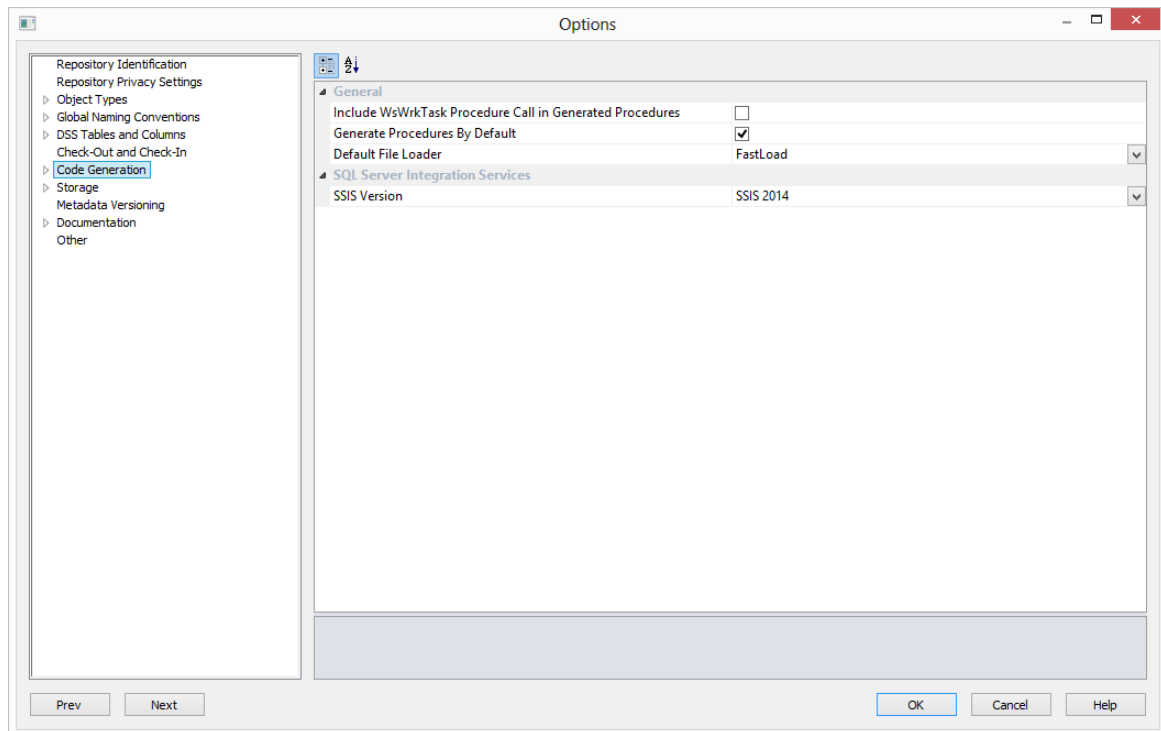 Options
Repository Identification
Repository Privacy Settings
Object Types
Global Naming Conventions
DSS Tables and Columns
Check-Out and Check-In
Code Generation
Storage
Metadata Versioning
Documentation
Other
General
Include WsWrkTask Procedure Call in Generated Procedures
Generate Procedures By Default
Default File Loader FastLoad
SQL Server Integration Services
SSIS Version SSIS 2014
Prev Next OK Cancel Help